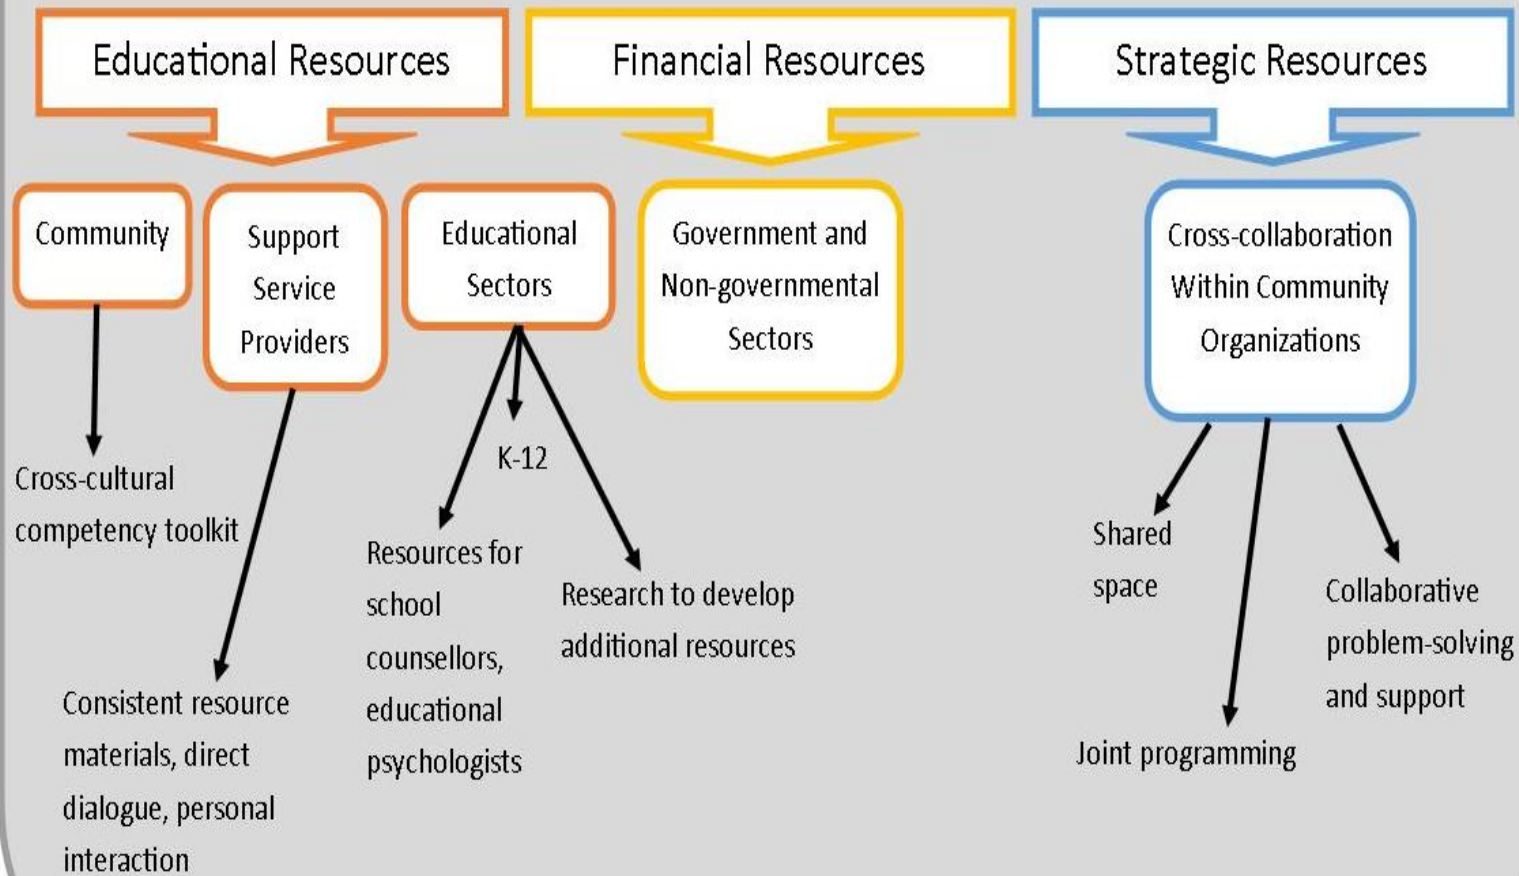 Educational Resources
Financial Resources
Strategic Resources
Community
Support
Service
Providers
Educational
Sectors
Government and
Non-governmental
Sectors
Cross-collaboration
Within Community
Organizations
Cross-cultural
competency toolkit
Consistent resource
materials, direct
dialogue, personal
interaction
K-12
Resources for
school
counsellors,
educational
psychologists
Research to develop
additional resources
Shared
space
Joint programming
Collaborative
problem-solving
and support